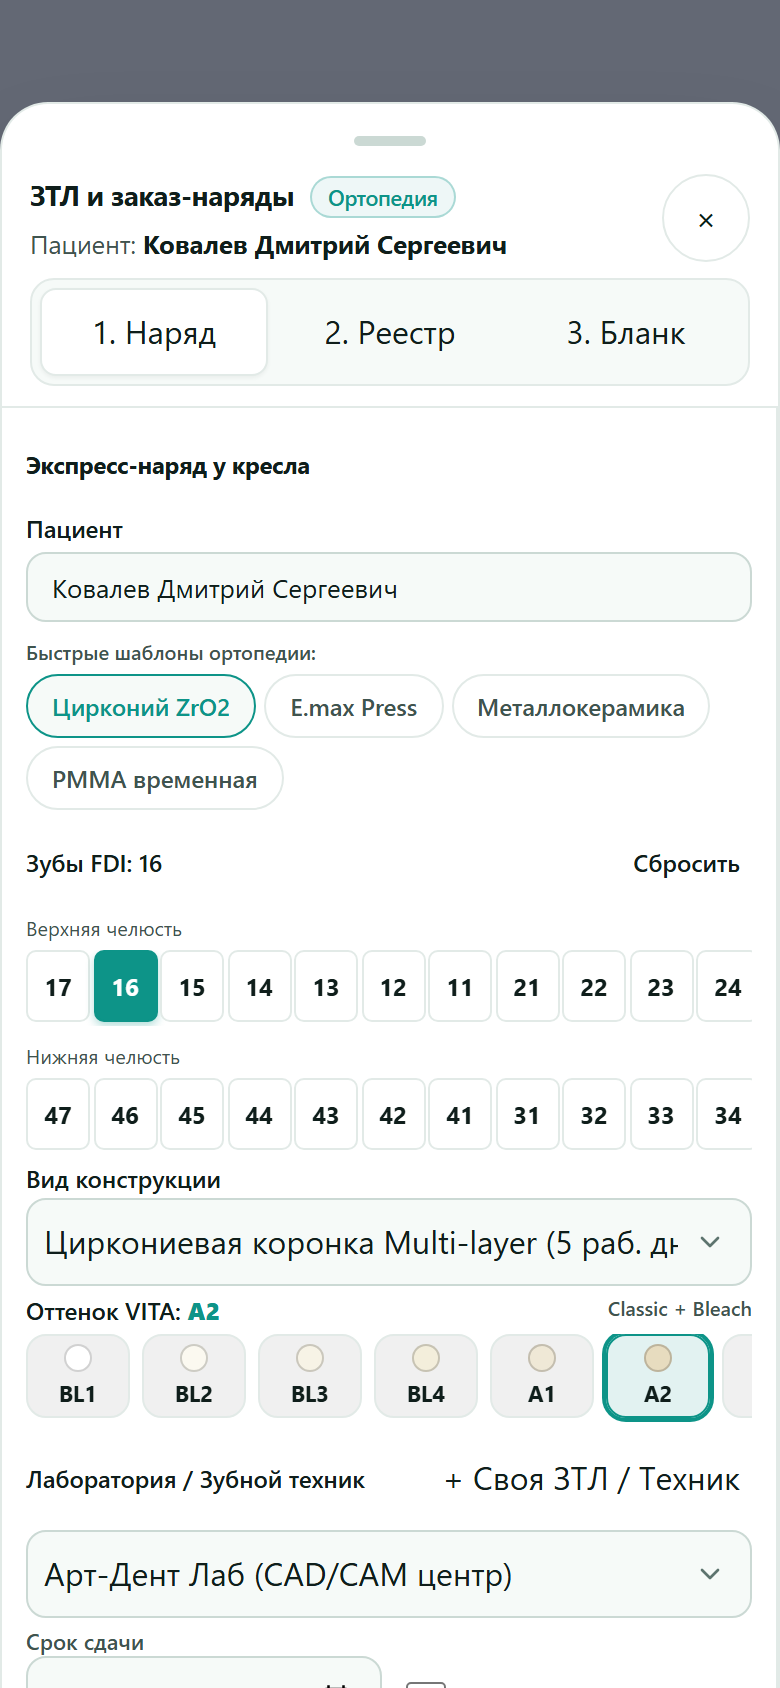 ЗТЛ и заказ-наряды Ортопедия
Пациент: Ковалев Дмитрий Сергеевич
×
1. Наряд 2. Реестр 3. Бланк
Экспресс-наряд у кресла
Пациент
Ковалев Дмитрий Сергеевич
Быстрые шаблоны ортопедии:
Цирконий ZrO2 E.max Press Металлокерамика
PMMA временная
Зубы FDI: 16 Сбросить
Верхняя челюсть
17 16 15 14 13 12 11 21 22 23 24
Нижняя челюсть
47 46 45 44 43 42 41 31 32 33 34
Вид конструкции
Циркониевая коронка Multi-layer (5 раб. дн
Оттенок VITA: A2 Classic + Bleach
BL1 BL2 BL3 BL4 A1 A2
Лаборатория / Зубной техник + Своя ЗТЛ / Техник
Арт-Дент Лаб (CAD/CAM центр)
Срок сдачи